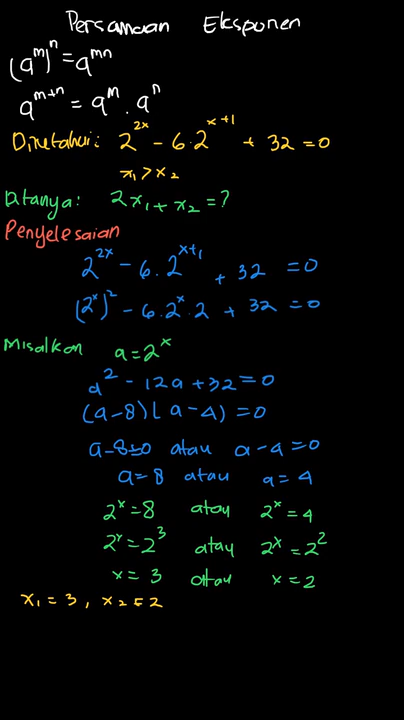 Persamaan Eksponen
(a^m)^n = a^mn
a^m+n = a^m . a^n
Diketahui: 2^2x - 6.2^x+1 + 32 = 0
x₁ > x₂
Ditanya: 2x₁ + x₂ = ?
Penyelesaian
2^2x - 6.2^x+1 + 32 = 0
(2^x)^2 - 6.2^x.2 + 32 = 0
Misalkan a = 2^x
a^2 - 12a + 32 = 0
(a-8)(a-4) = 0
a-8=0 atau a-4=0
a=8 atau a=4
2^x=8 atau 2^x=4
2^x=2^3 atau 2^x=2^2
x=3 atau x=2
x₁=3, x₂=2